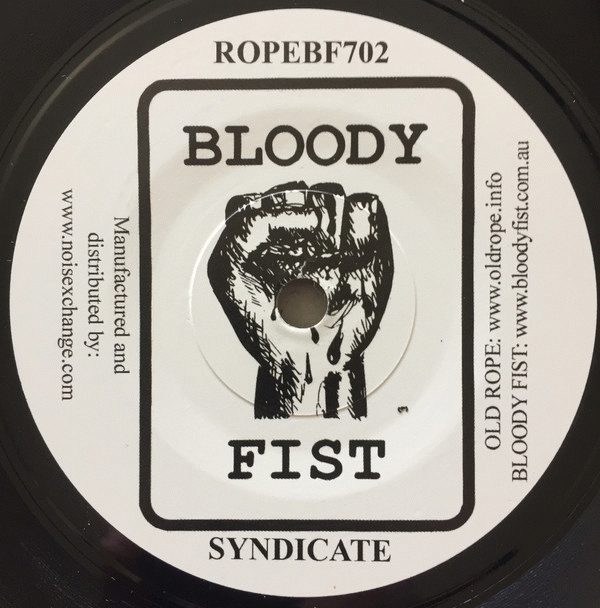 ROPEBF702
BLOODY
FIST
SYNDICATE
Manufactured and
distributed by:
www.noisexchange.com
OLD ROPE: www.oldrope.info
BLOODY FIST: www.bloodyfist.com.au